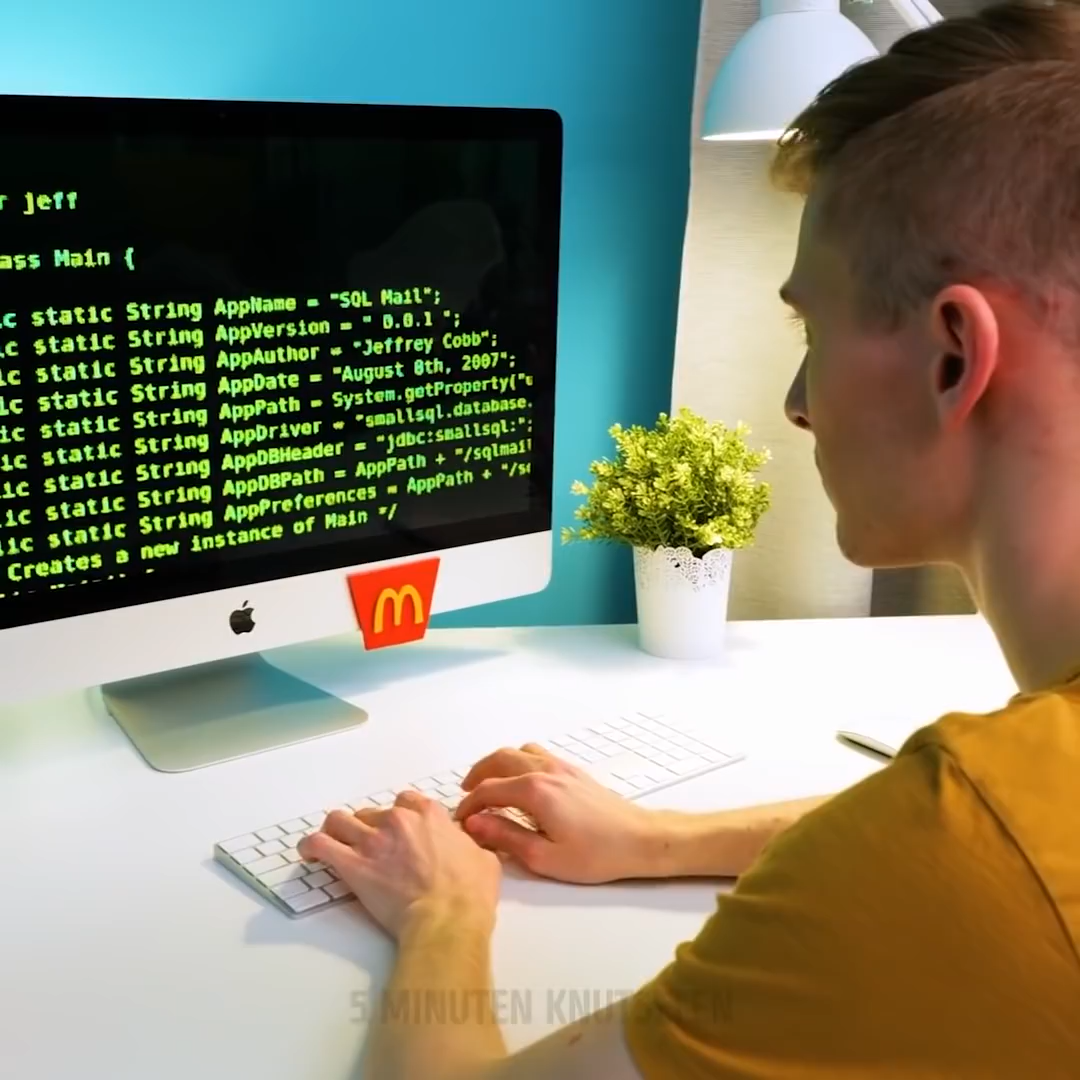 r jeff
ass Main {
ic static String AppName = "SQL Mail";
ic static String AppVersion = " 0.0.1 ";
ic static String AppAuthor = "Jeffrey Cobb";
ic static String AppDate = "August 8th, 2007";
ic static String AppPath = System.getProperty("u
ic static String AppDriver = "smallsql.database.
ic static String AppDBHeader = "jdbc:smallsql:";
ic static String AppDBPath = AppPath + "/sqlmail
lic static String AppPreferences = AppPath + "/s
Creates a new instance of Main */
m
5 MINUTEN KNUTSELEN